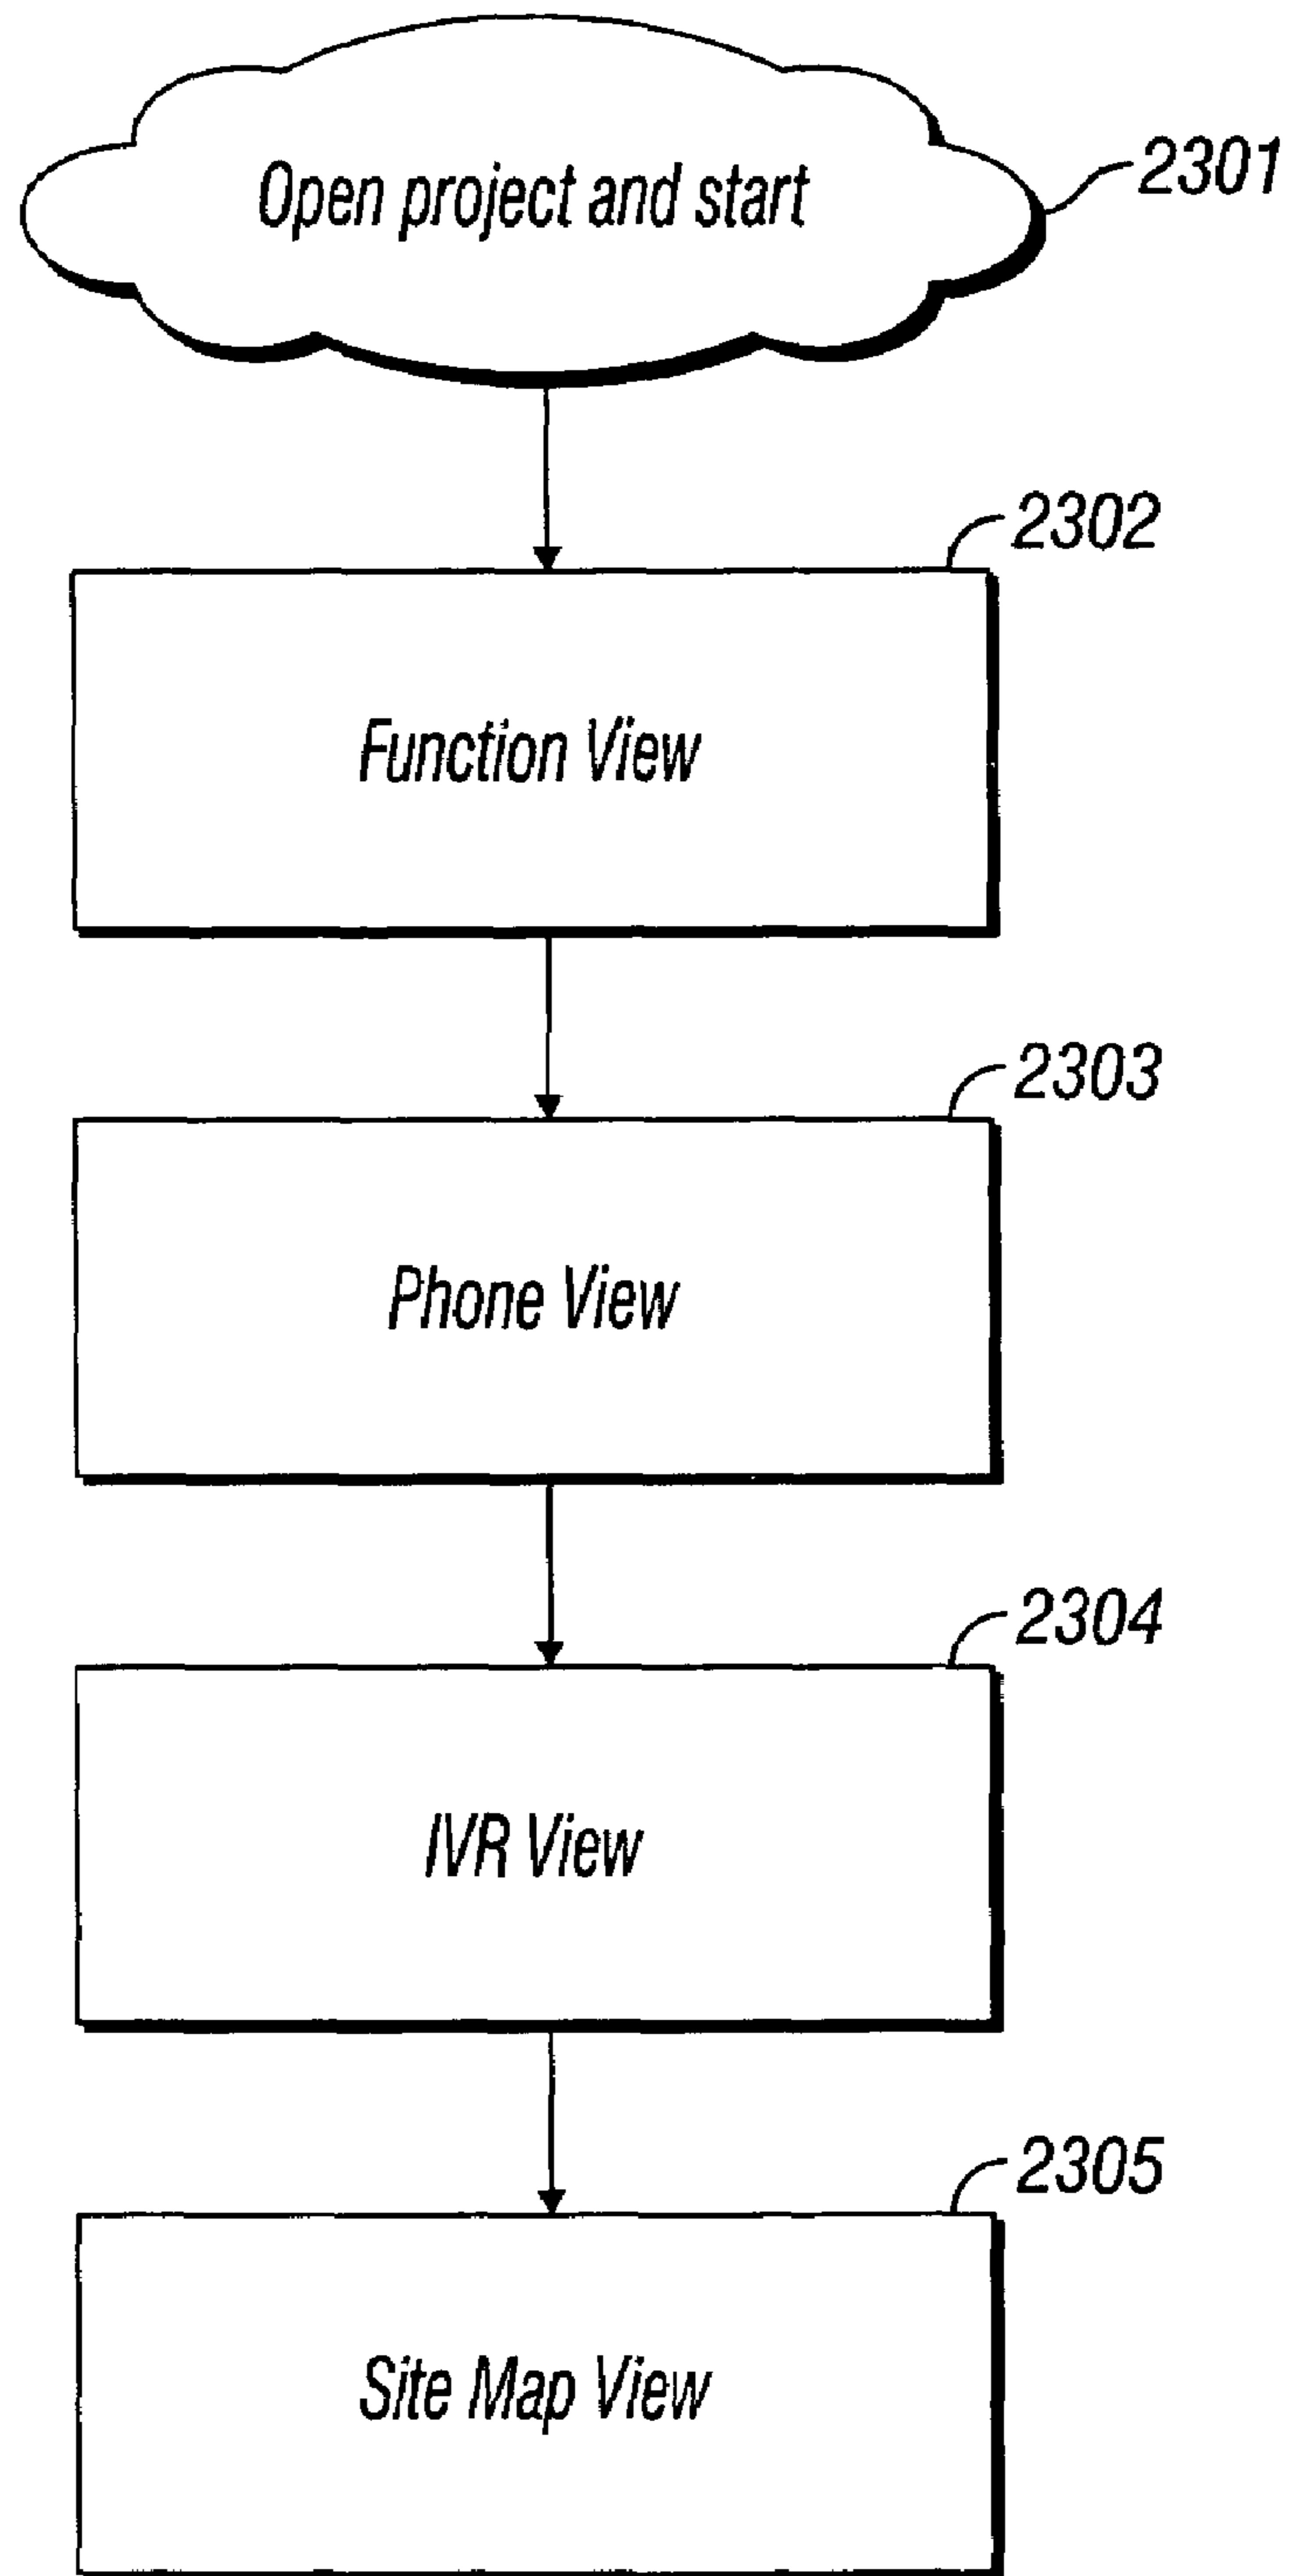 Open project and start
2301
2302
Function View
2303
Phone View
2304
IVR View
2305
Site Map View